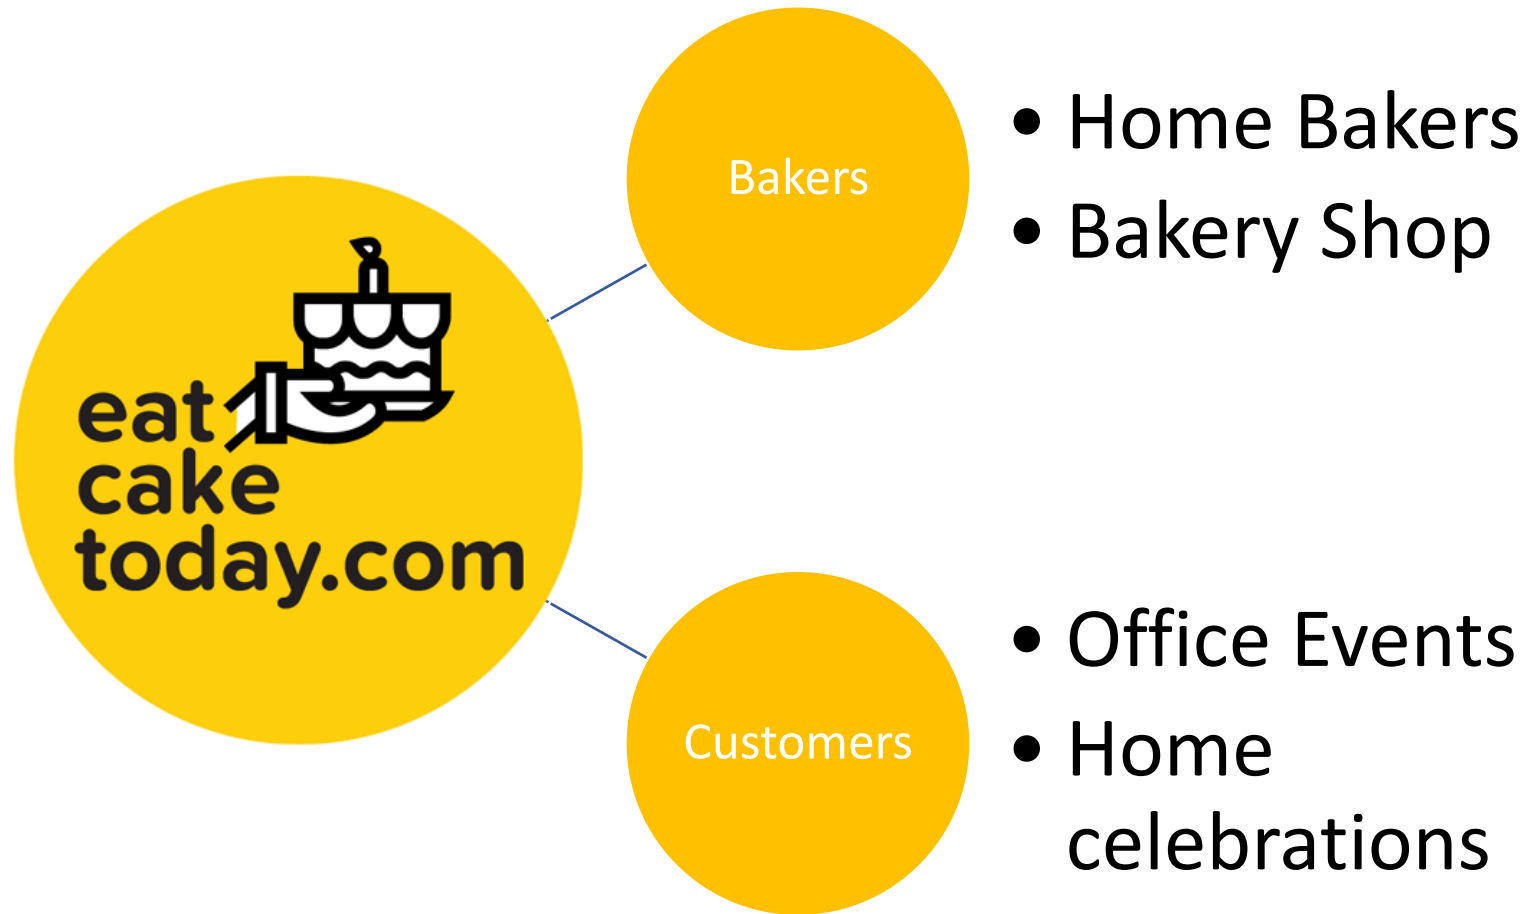 eat
cake
today.com
Bakers
• Home Bakers
• Bakery Shop
Customers
• Office Events
• Home
celebrations